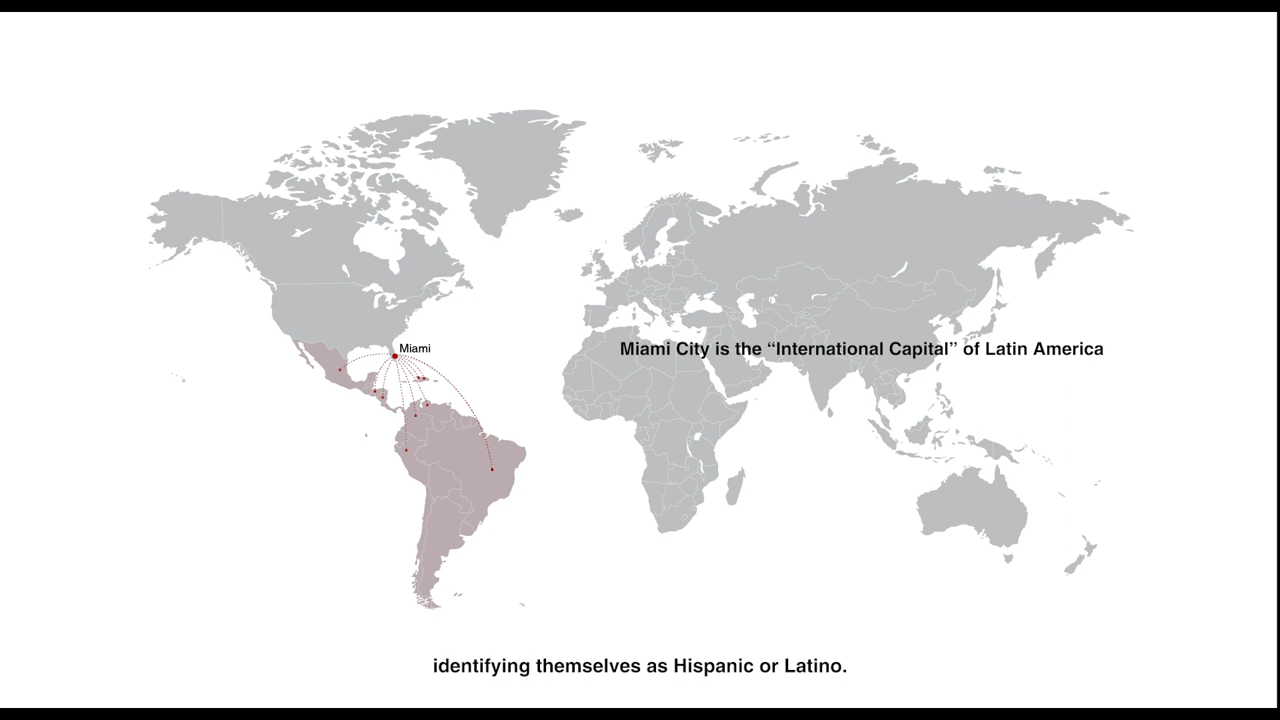 Miami
Miami City is the “International Capital” of Latin America
identifying themselves as Hispanic or Latino.